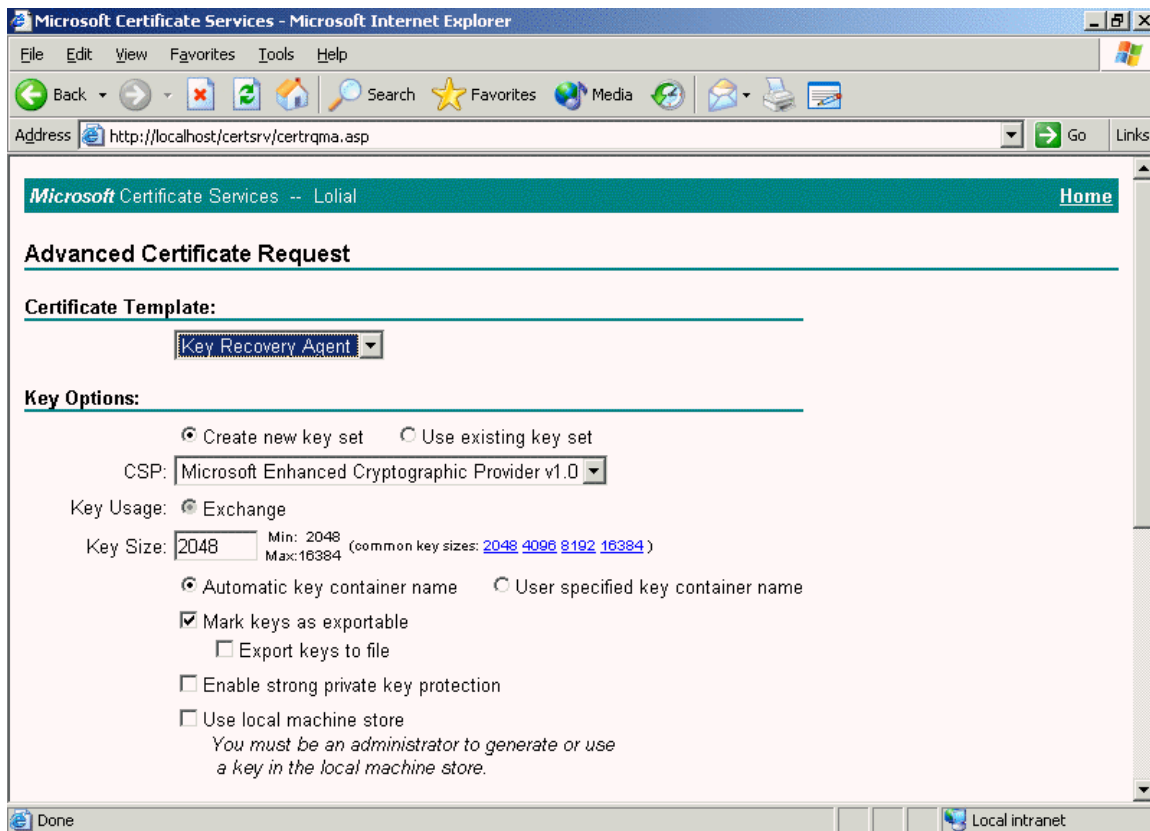 Microsoft Certificate Services - Microsoft Internet Explorer
File Edit View Favorites Tools Help
Back Search Favorites Media
Address http://localhost/certsrv/certrqma.asp Go Links
Microsoft Certificate Services -- Lolial Home
Advanced Certificate Request
Certificate Template:
Key Recovery Agent
Key Options:
Create new key set Use existing key set
CSP: Microsoft Enhanced Cryptographic Provider v1.0
Key Usage: Exchange
Key Size: 2048 Min: 2048 (common key sizes: 2048 4096 8192 16384 )
Max:16384
Automatic key container name User specified key container name
Mark keys as exportable
Export keys to file
Enable strong private key protection
Use local machine store
You must be an administrator to generate or use
a key in the local machine store.
Done Local intranet